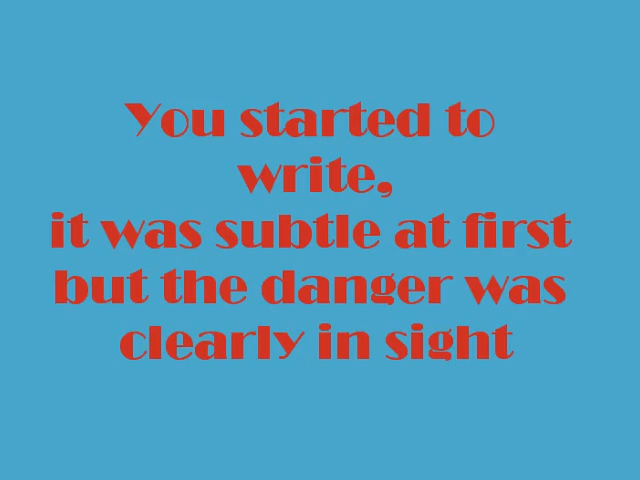 You started to
write,
it was subtle at first
but the danger was
clearly in sight